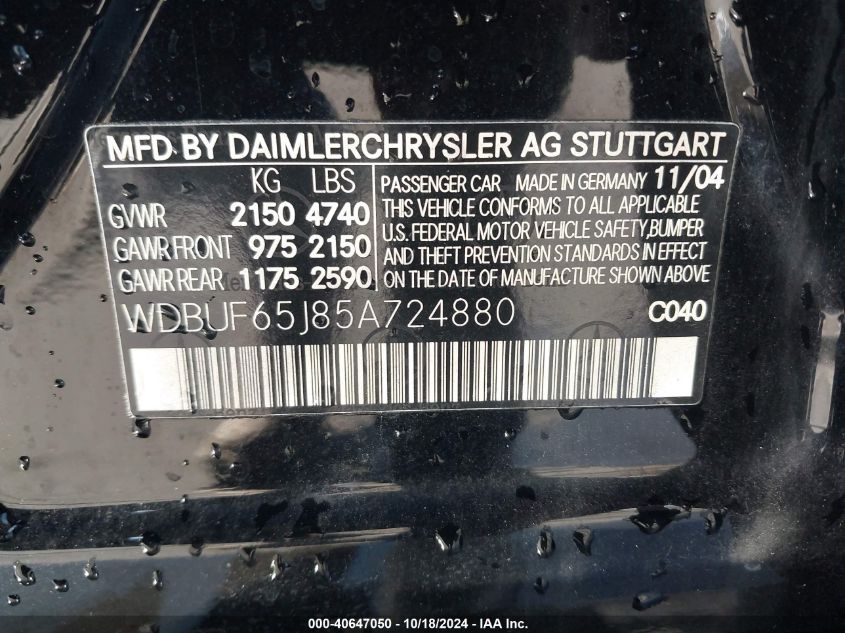 MFD BY DAIMLERCHRYSLER AG STUTTGART
KG LBS
GVWR 2150 4740
GAWR FRONT 975 2150
GAWR REAR 1175 2590
PASSENGER CAR MADE IN GERMANY 11/04
THIS VEHICLE CONFORMS TO ALL APPLICABLE
U.S. FEDERAL MOTOR VEHICLE SAFETY, BUMPER
AND THEFT PREVENTION STANDARDS IN EFFECT
ON THE DATE OF MANUFACTURE SHOWN ABOVE
WDBUF65J85A724880 C040
000-40647050 - 10/18/2024 - IAA Inc.